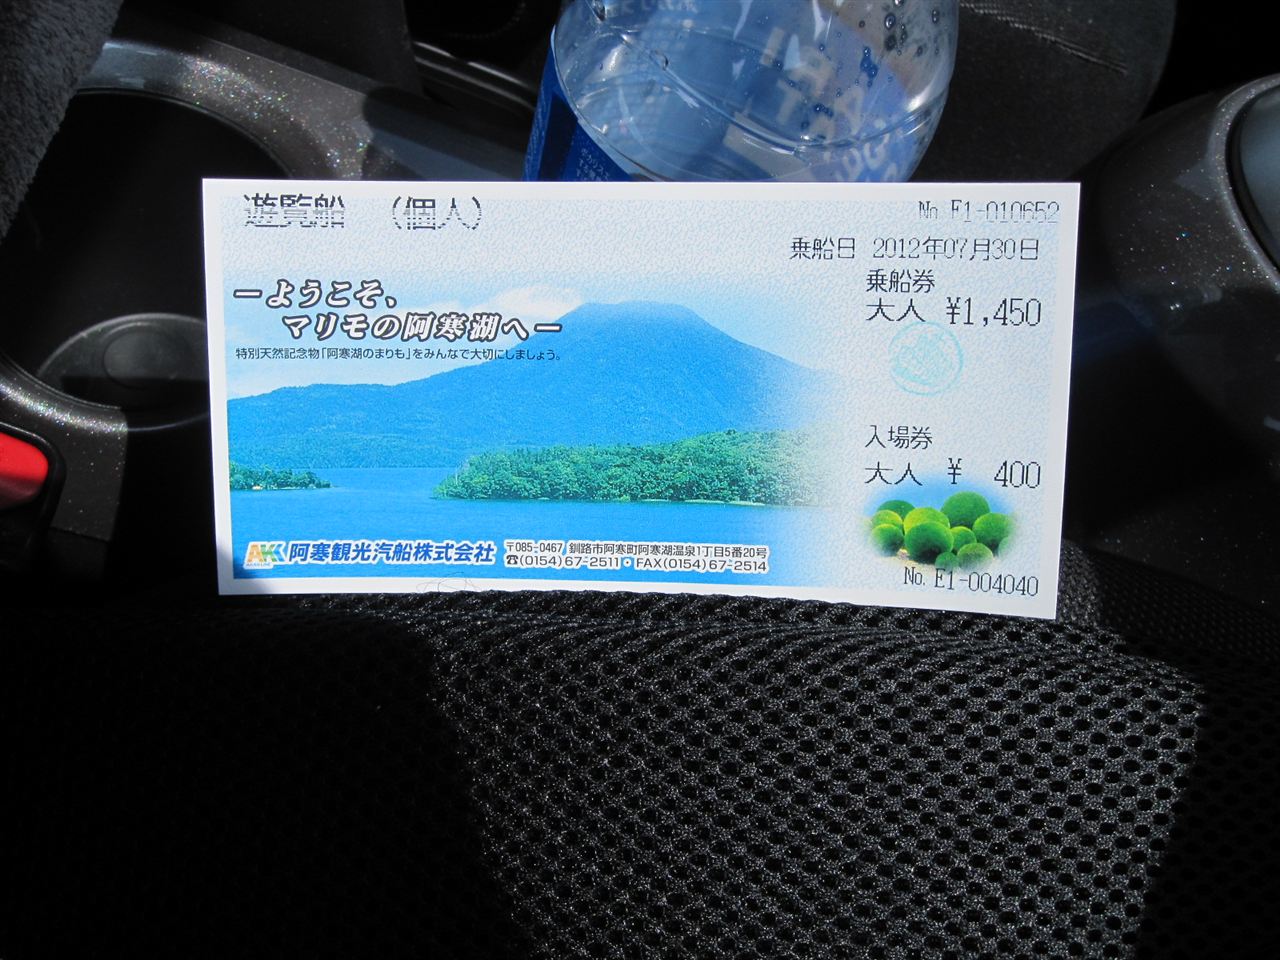 遊覧船 (個人)
No. E1-010652
乗船日 2012年07月30日
乗船券
大人 ¥1,450
ーようこそ、
マリモの阿寒湖へー
特別天然記念物「阿寒湖のまりも」をみんなで大切にしましょう。
入場券
大人 ¥ 400
AKK 阿寒観光汽船株式会社
〒085-0467 釧路市阿寒町阿寒湖温泉1丁目5番20号
☎(0154)67-2511・FAX(0154)67-2514
No. E1-004040